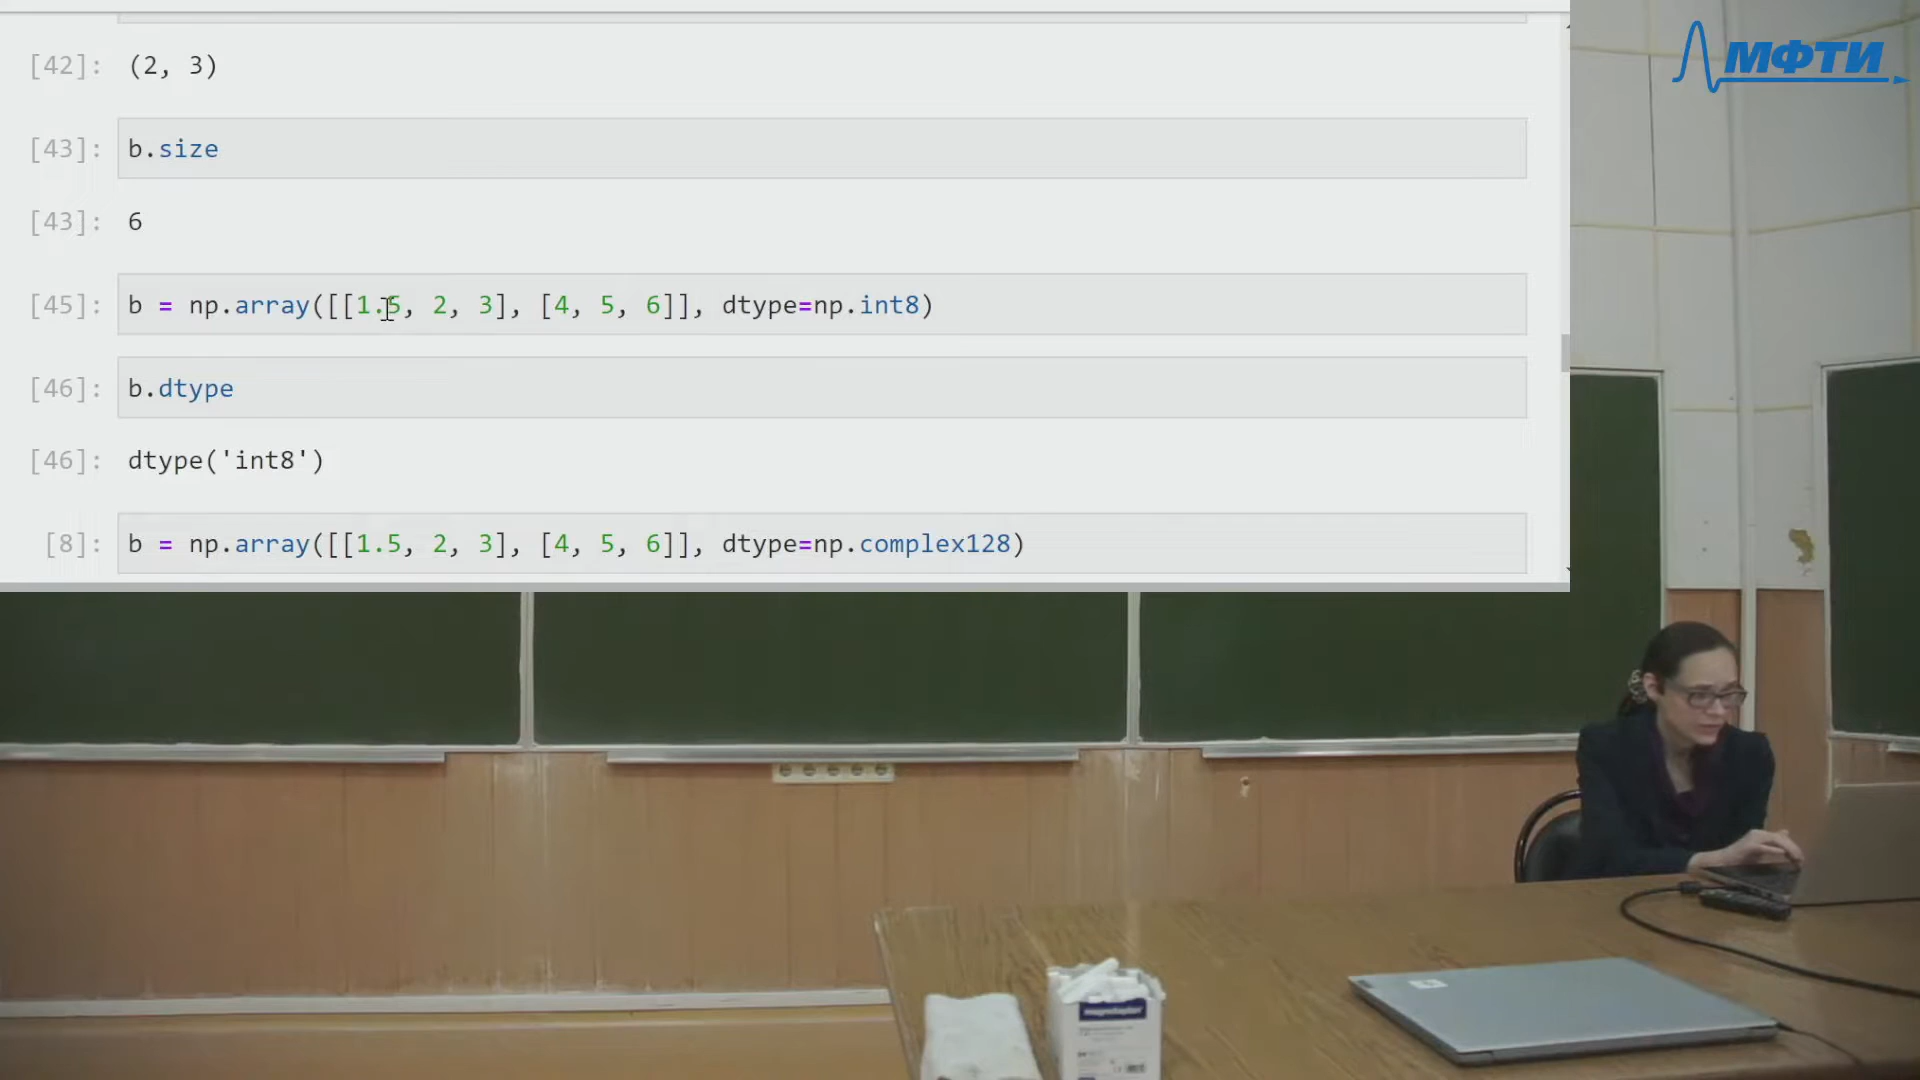 МФТИ
[42]: (2, 3)
[43]: b.size
[43]: 6
[45]: b = np.array([[1.5, 2, 3], [4, 5, 6]], dtype=np.int8)
[46]: b.dtype
[46]: dtype('int8')
[8]: b = np.array([[1.5, 2, 3], [4, 5, 6]], dtype=np.complex128)